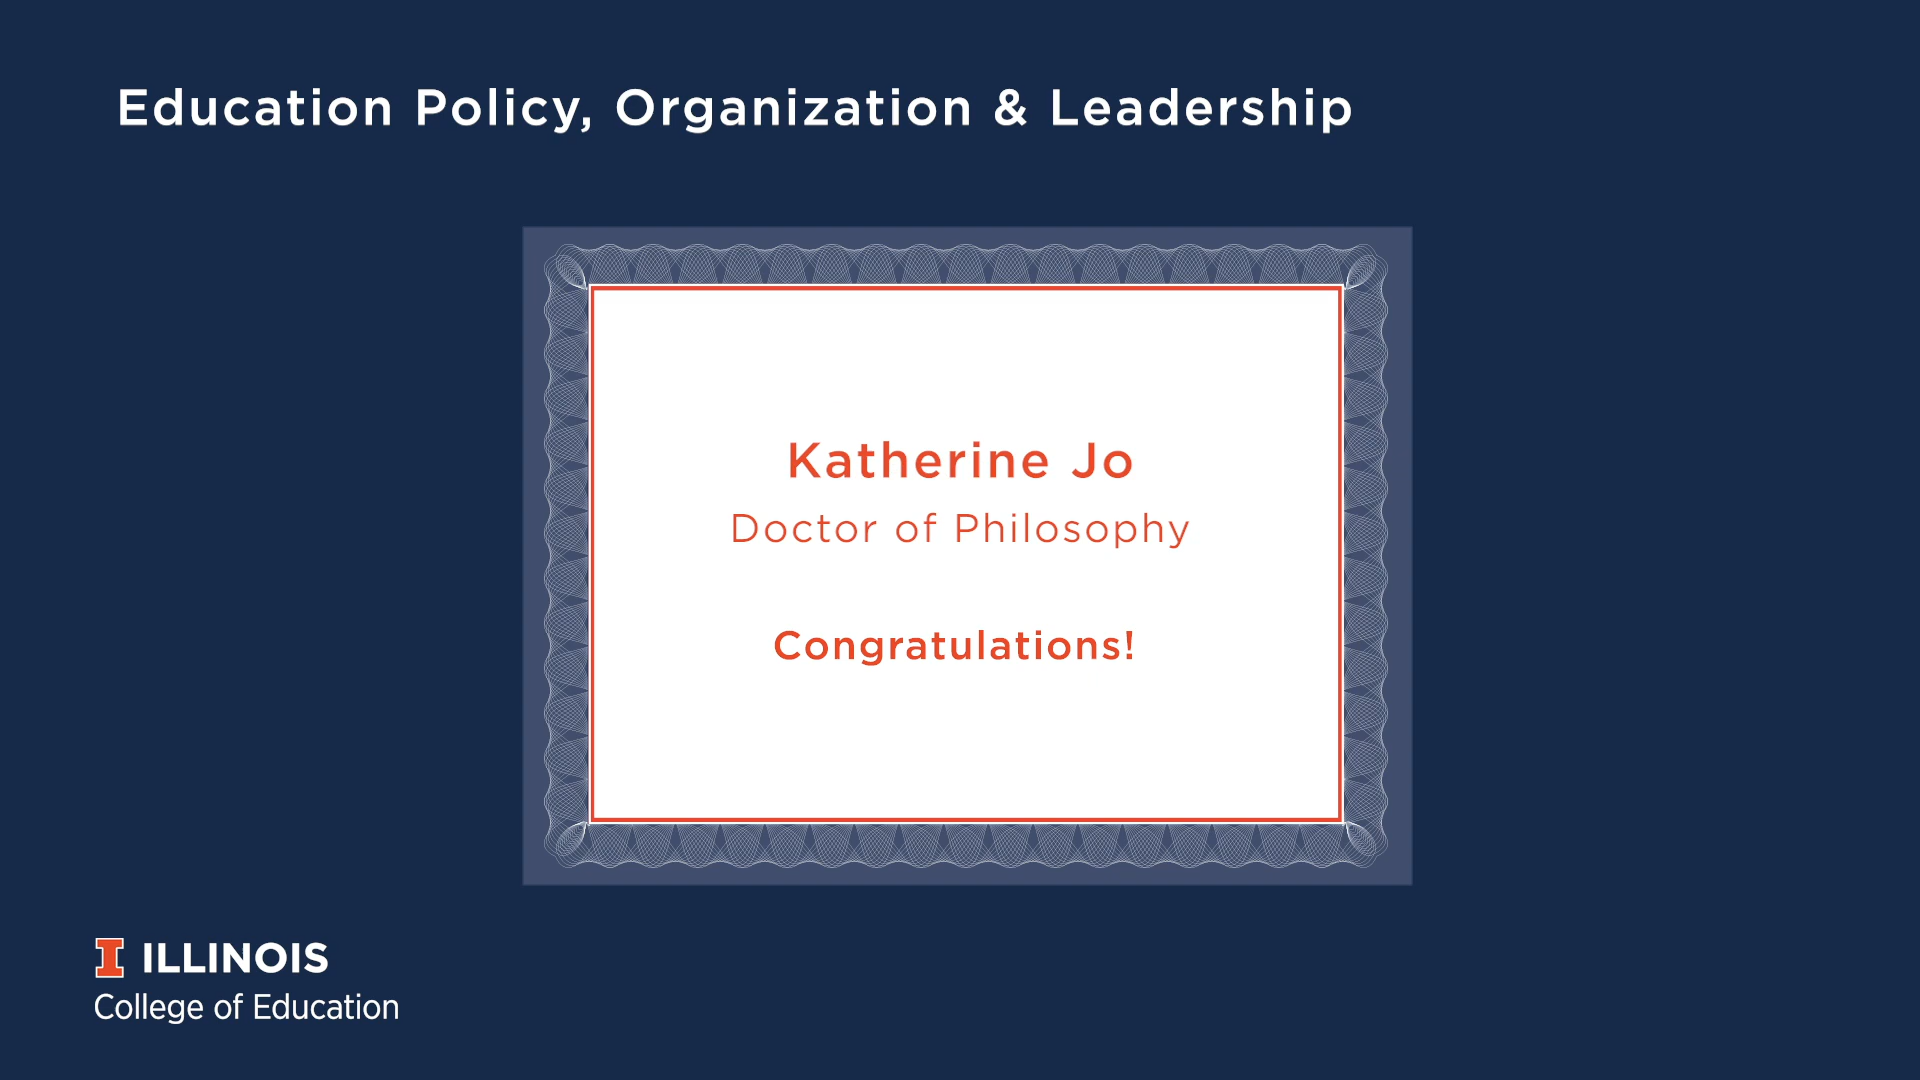 Education Policy, Organization & Leadership
Katherine Jo
Doctor of Philosophy
Congratulations!
I ILLINOIS
College of Education